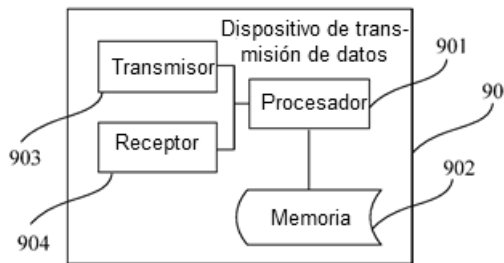 Dispositivo de trans-
misión de datos
Transmisor
901
Procesador
90
903
Receptor
902
Memoria
904